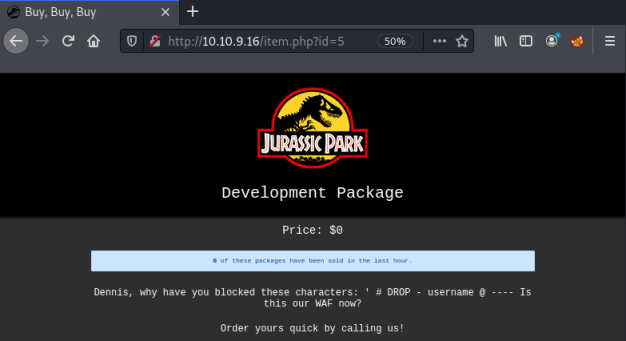 Buy, Buy, Buy
http://10.10.9.16/item.php?id=5
50%
JURASSIC PARK
Development Package
Price: $0
0 of these packages have been sold in the last hour.
Dennis, why have you blocked these characters: ' # DROP - username @ ---- Is
this our WAF now?
Order yours quick by calling us!